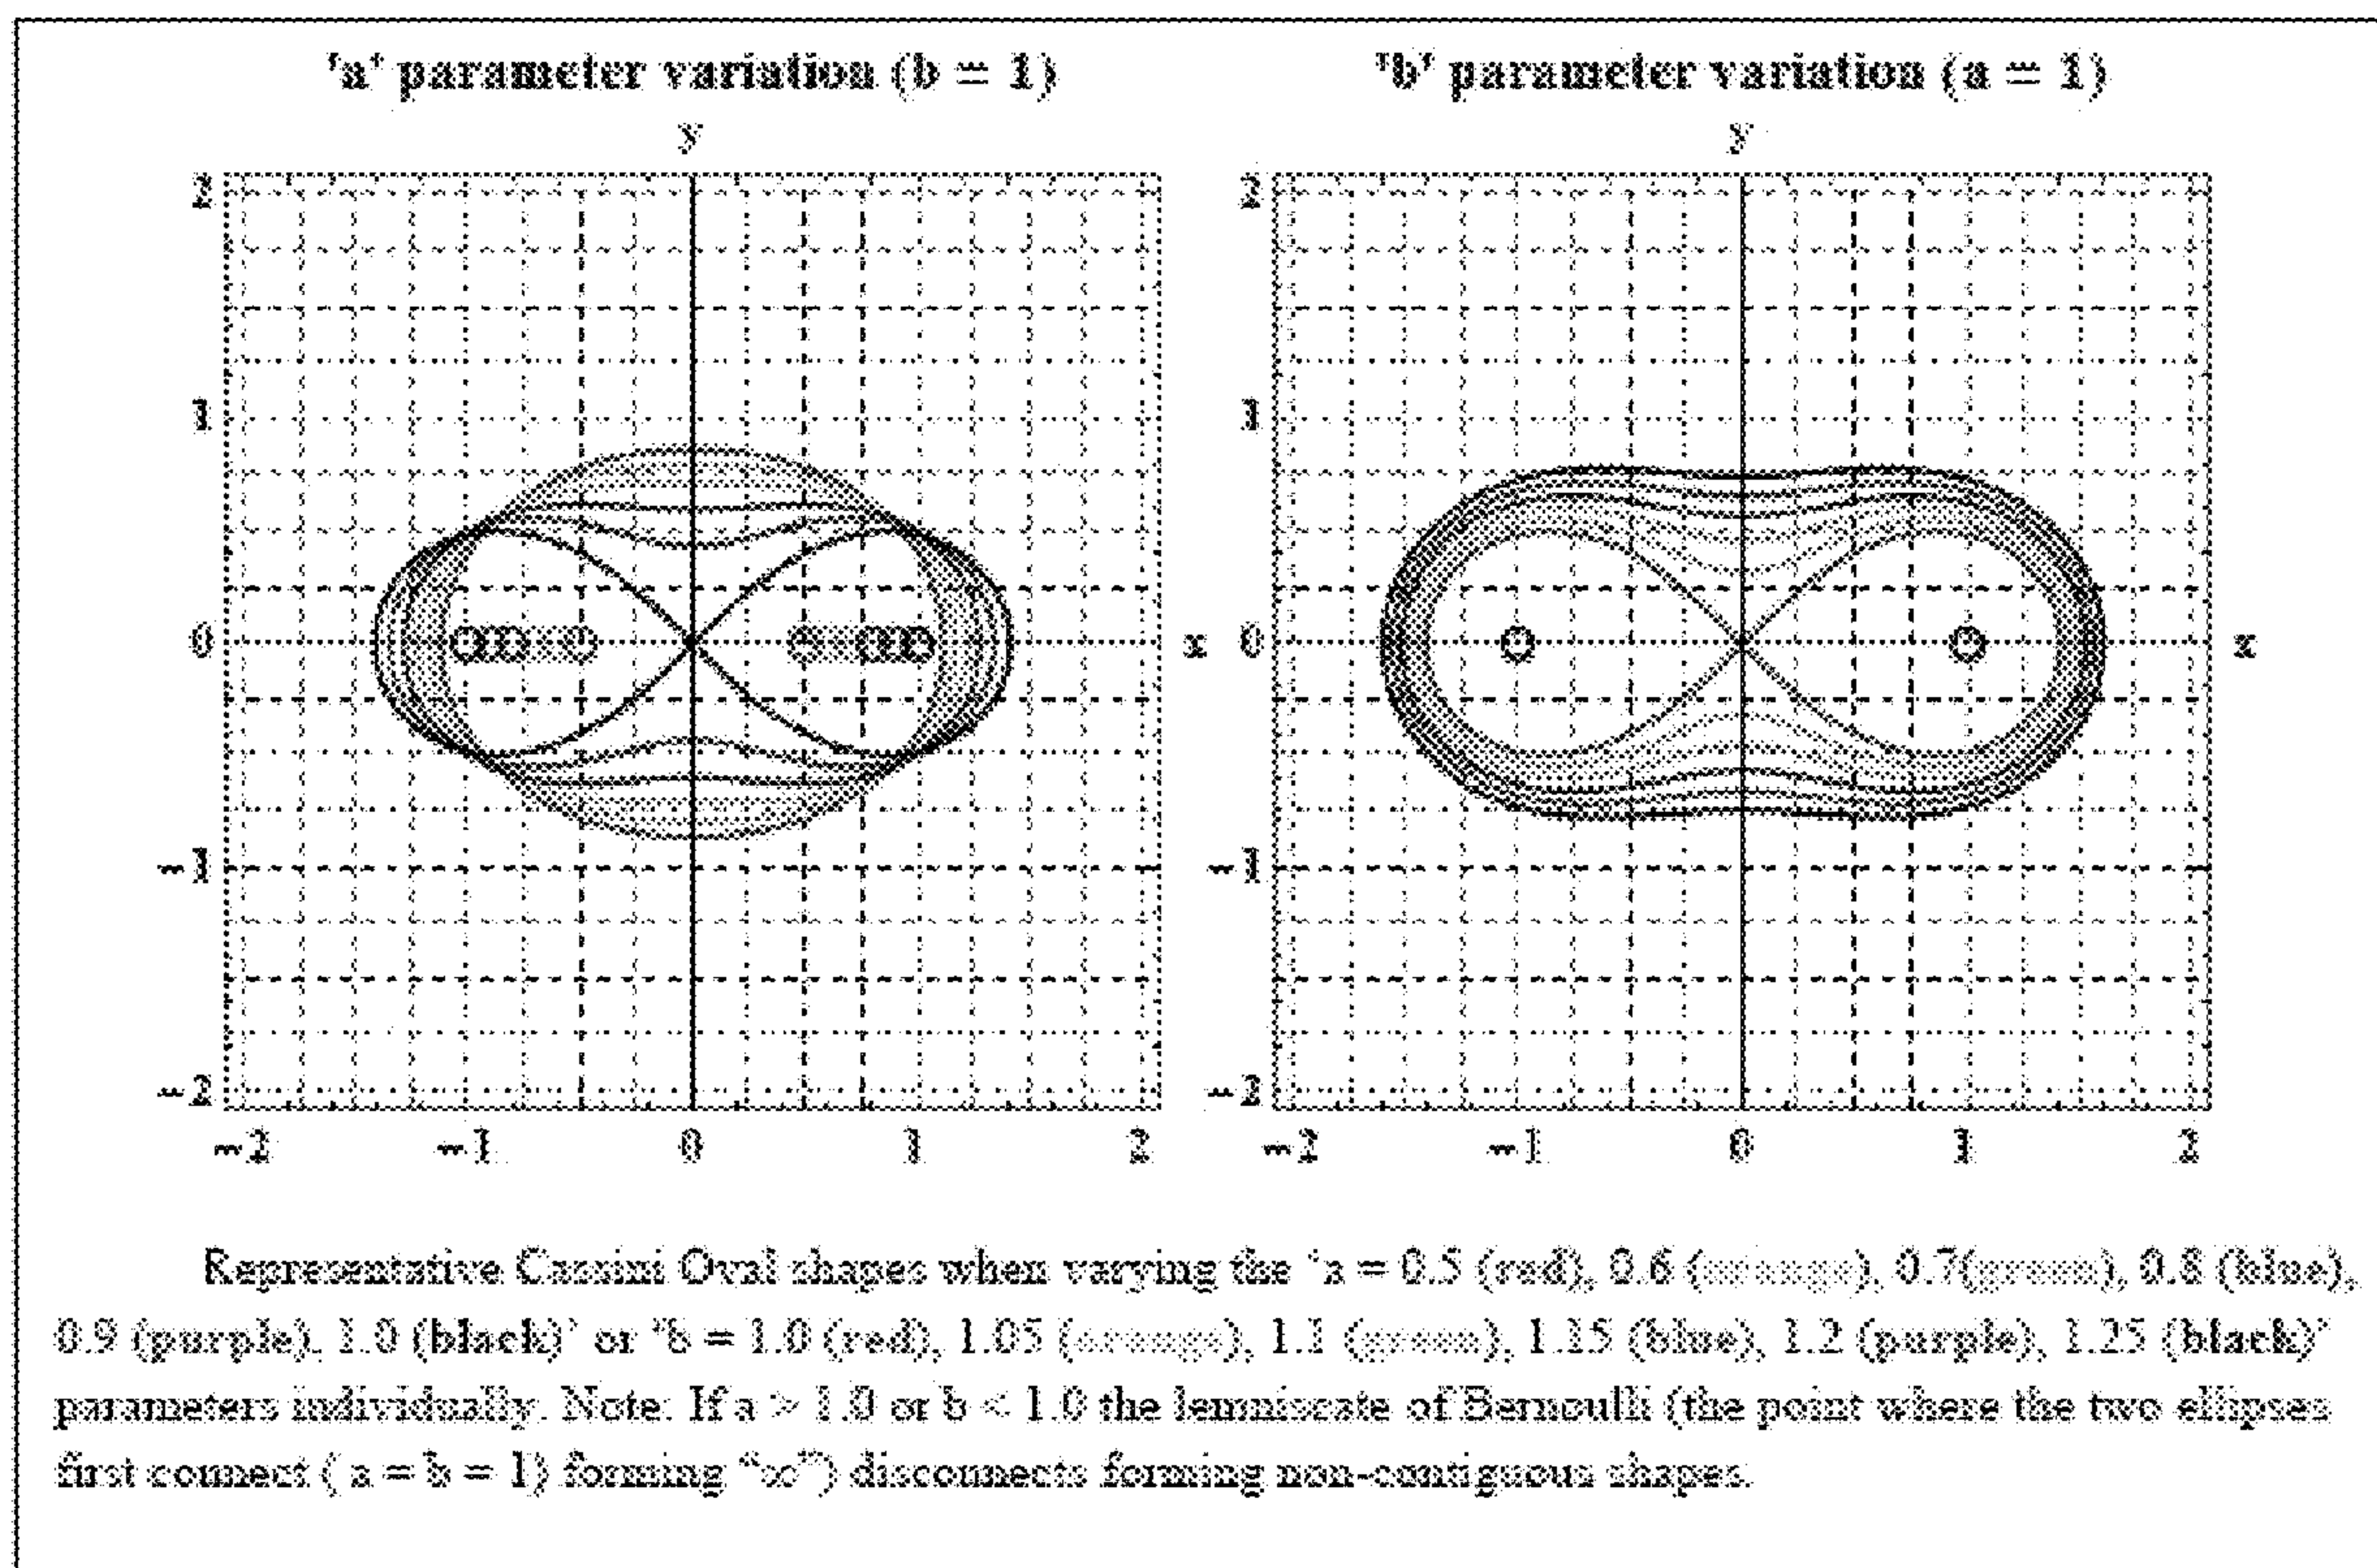 'a' parameter variation (b = 1)
'b' parameter variation (a = 1)
y
y
2
1
0
−1
−2
−2 −1 0 1 2
x
2
1
0
−1
−2
−2 −1 0 1 2
x
Representative Cassini Oval shapes when varying the 'a = 0.5 (red), 0.6 (orange), 0.7(green), 0.8 (blue),
0.9 (purple), 1.0 (black)' or "b = 1.0 (red), 1.05 (orange), 1.1 (green), 1.15 (blue), 1.2 (purple), 1.25 (black)"
parameters individually. Note: If a > 1.0 or b < 1.0 the lemniscate of Bernoulli (the point where the two ellipses
first connect ( a = b = 1) forming "∞") disconnects forming non-contiguous shapes.